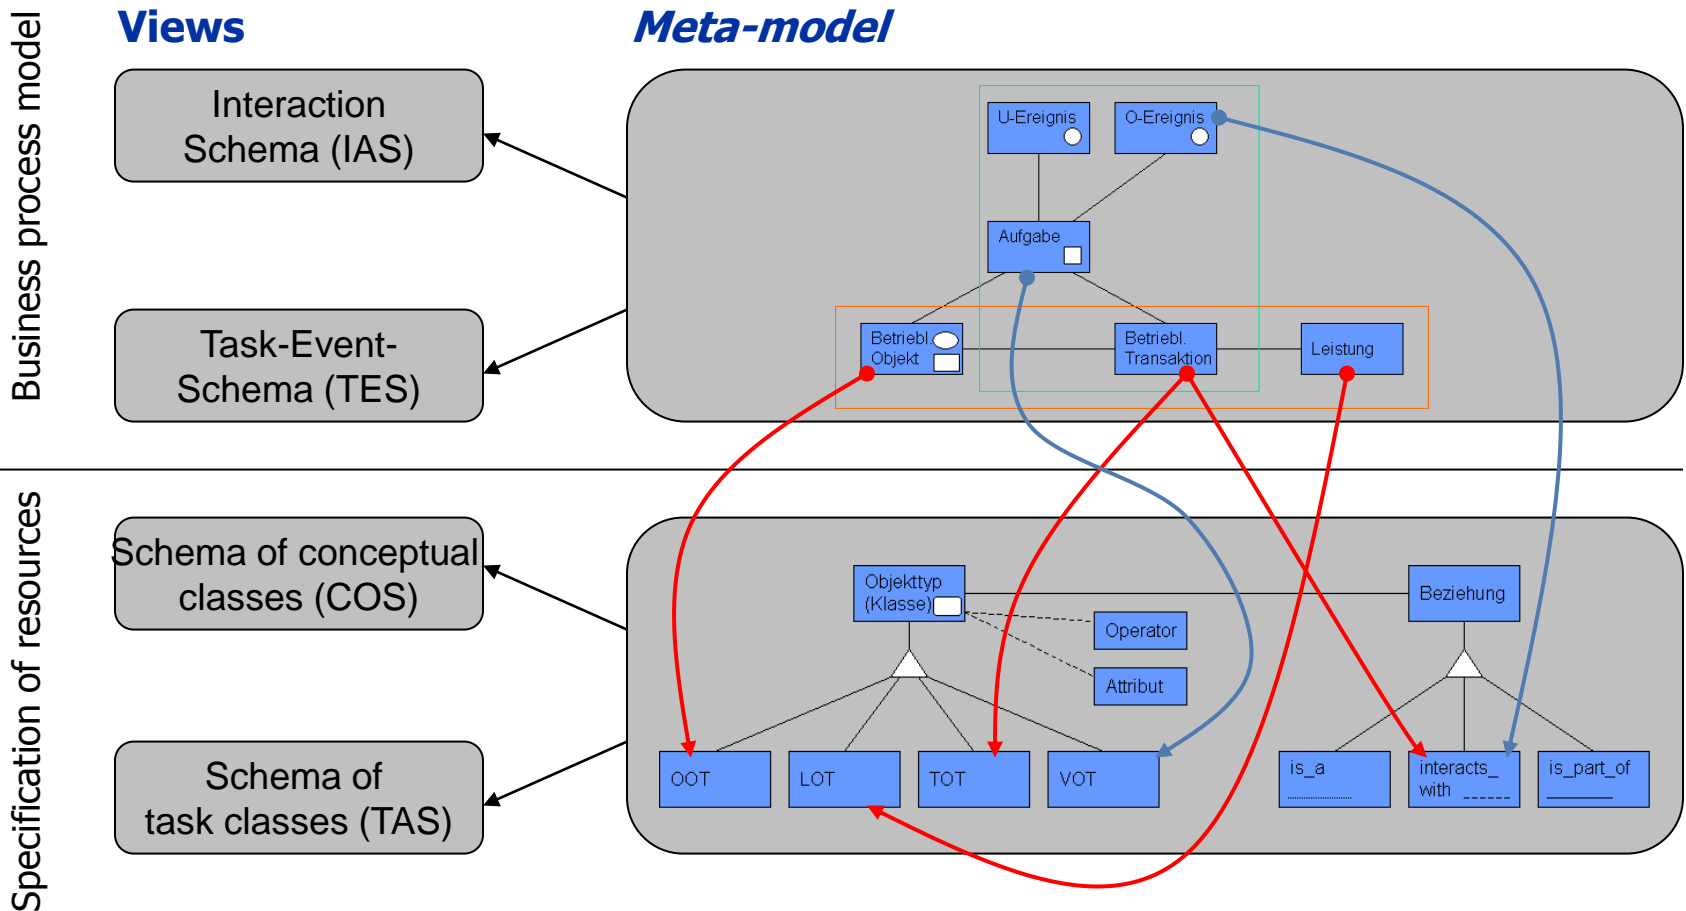 Views
Meta-model
Business process model
Interaction
Schema (IAS)
Task-Event-
Schema (TES)
U-Ereignis
O-Ereignis
Aufgabe
Betriebl.
Objekt
Betriebl.
Transaktion
Leistung
Specification of resources
Schema of conceptual
classes (COS)
Schema of
task classes (TAS)
Objekttyp
(Klasse)
Beziehung
Operator
Attribut
OOT
LOT
TOT
VOT
is_a
interacts_
with
is_part_of